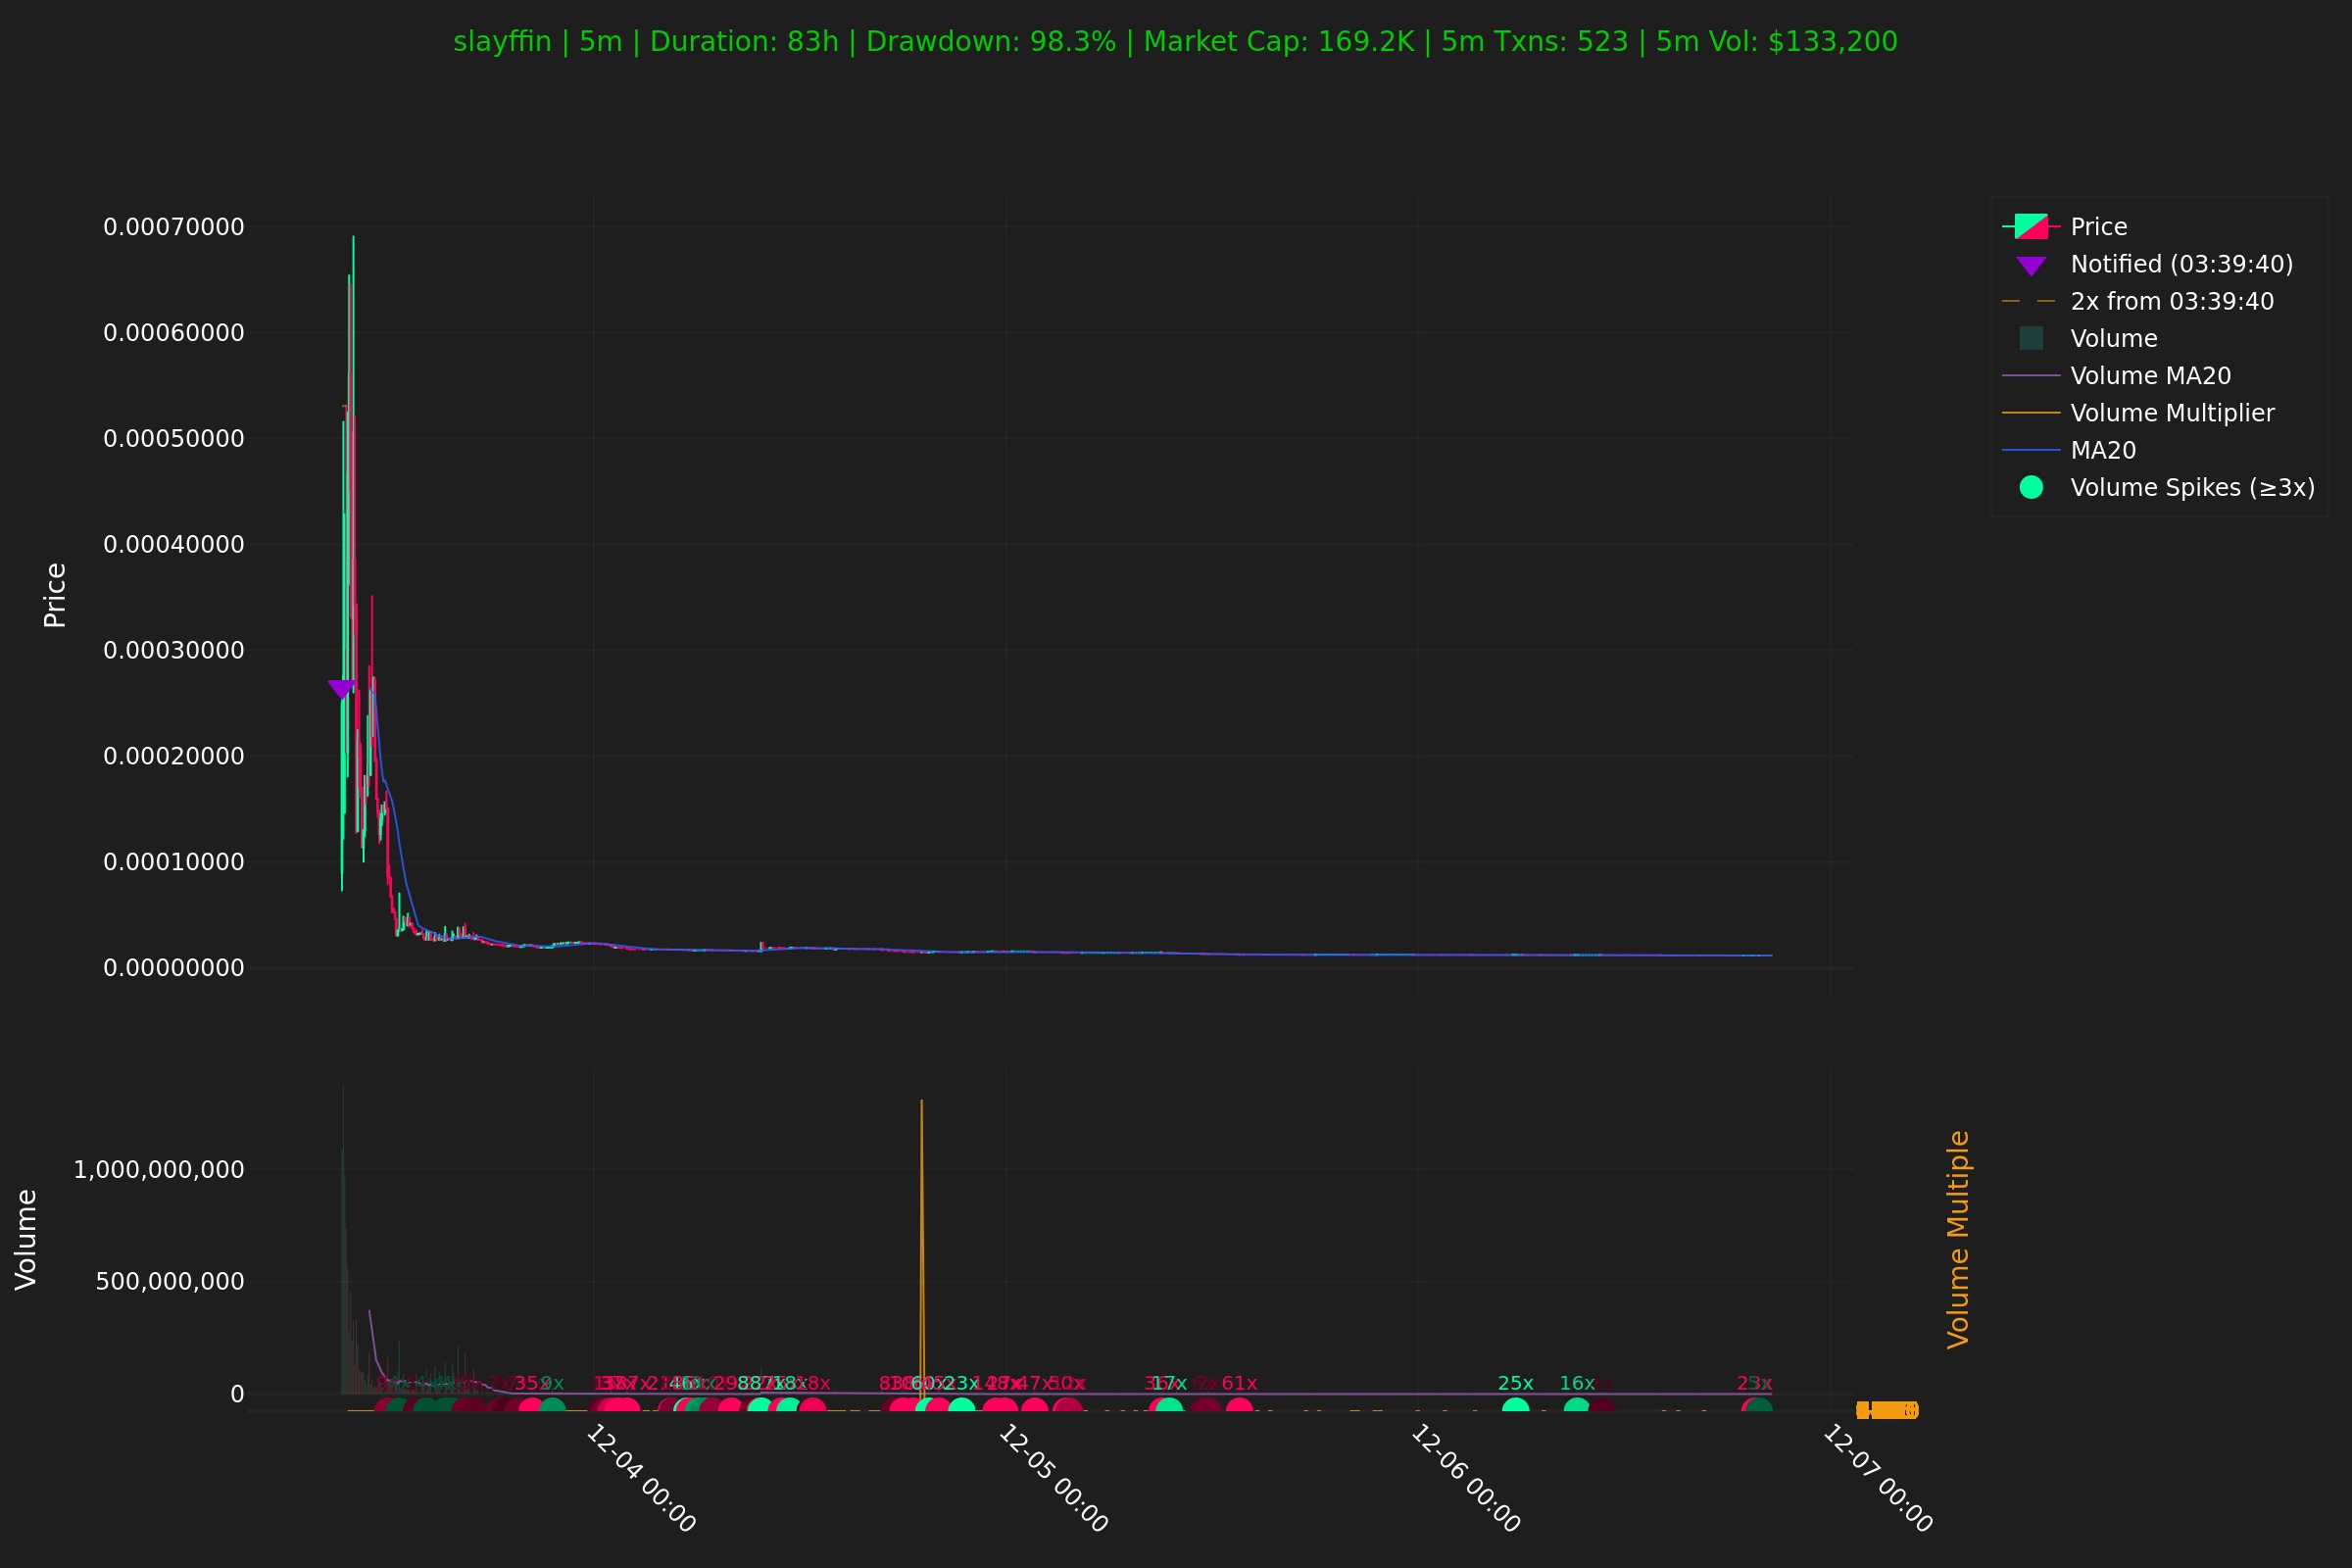 slayffin | 5m | Duration: 83h | Drawdown: 98.3% | Market Cap: 169.2K | 5m Txns: 523 | 5m Vol: $133,200
Price
Notified (03:39:40)
2x from 03:39:40
Volume
Volume MA20
Volume Multiplier
MA20
Volume Spikes (≥3x)
Price
0.00070000
0.00060000
0.00050000
0.00040000
0.00030000
0.00020000
0.00010000
0.00000000
Volume
1,000,000,000
500,000,000
0
Volume Multiple
35x
9x
23x
17x
61x
25x
16x
23x
12-04 00:00
12-05 00:00
12-06 00:00
12-07 00:00